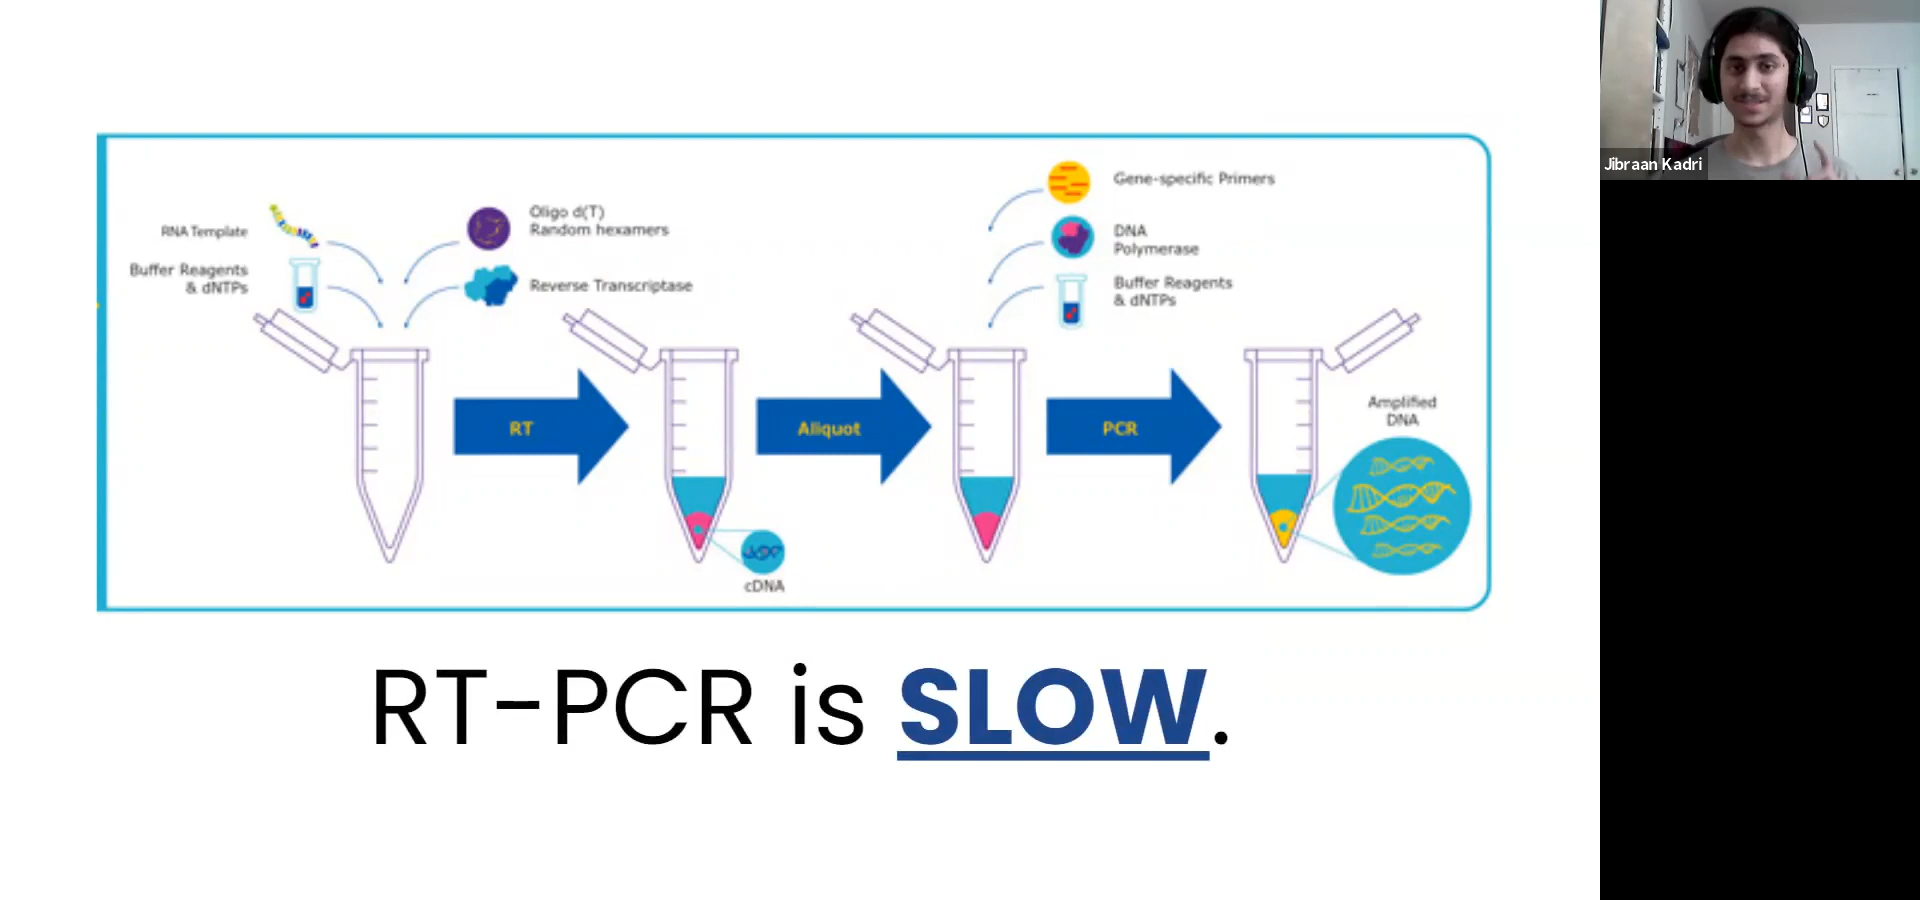 RNA Template
Buffer Reagents
& dNTPs
Oligo d(T)
Random hexamers
Reverse Transcriptase
Gene-specific Primers
DNA
Polymerase
Buffer Reagents
& dNTPs
RT
Aliquot
PCR
Amplified
DNA
cDNA
RT-PCR is SLOW.
Jibraan Kadri